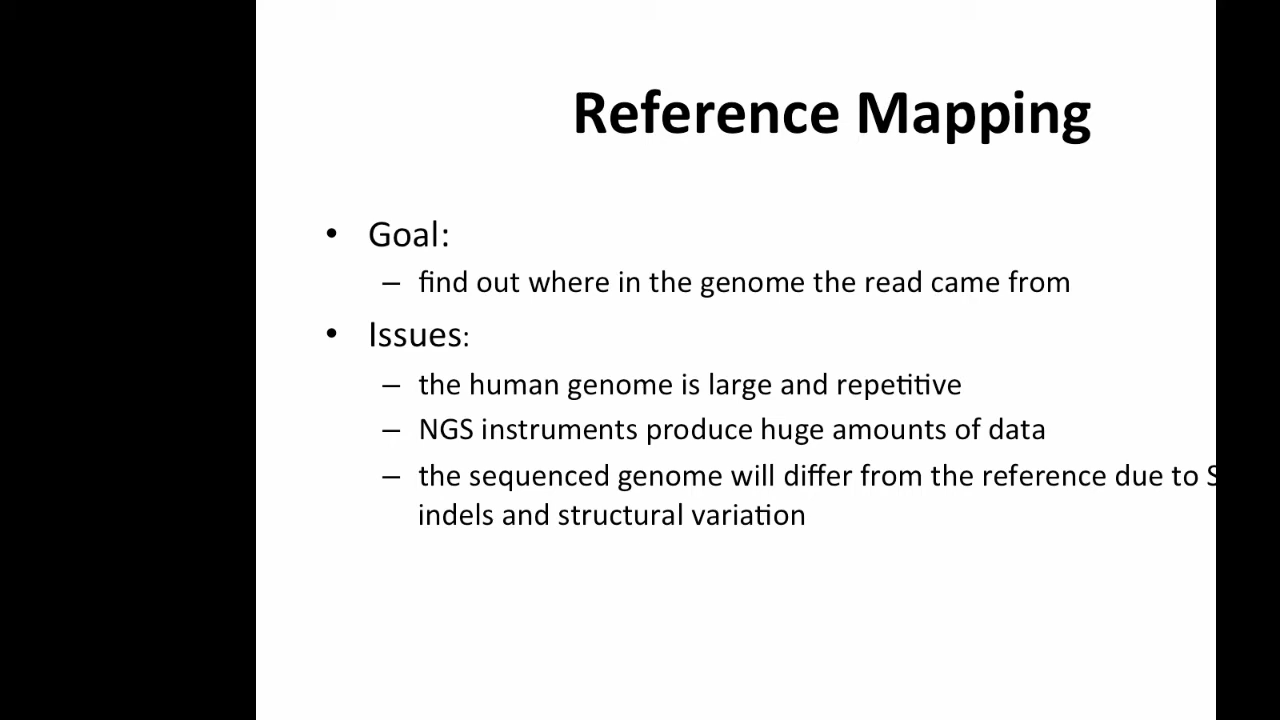 Reference Mapping
• Goal:
– find out where in the genome the read came from
• Issues:
– the human genome is large and repetitive
– NGS instruments produce huge amounts of data
– the sequenced genome will differ from the reference due to
indels and structural variation